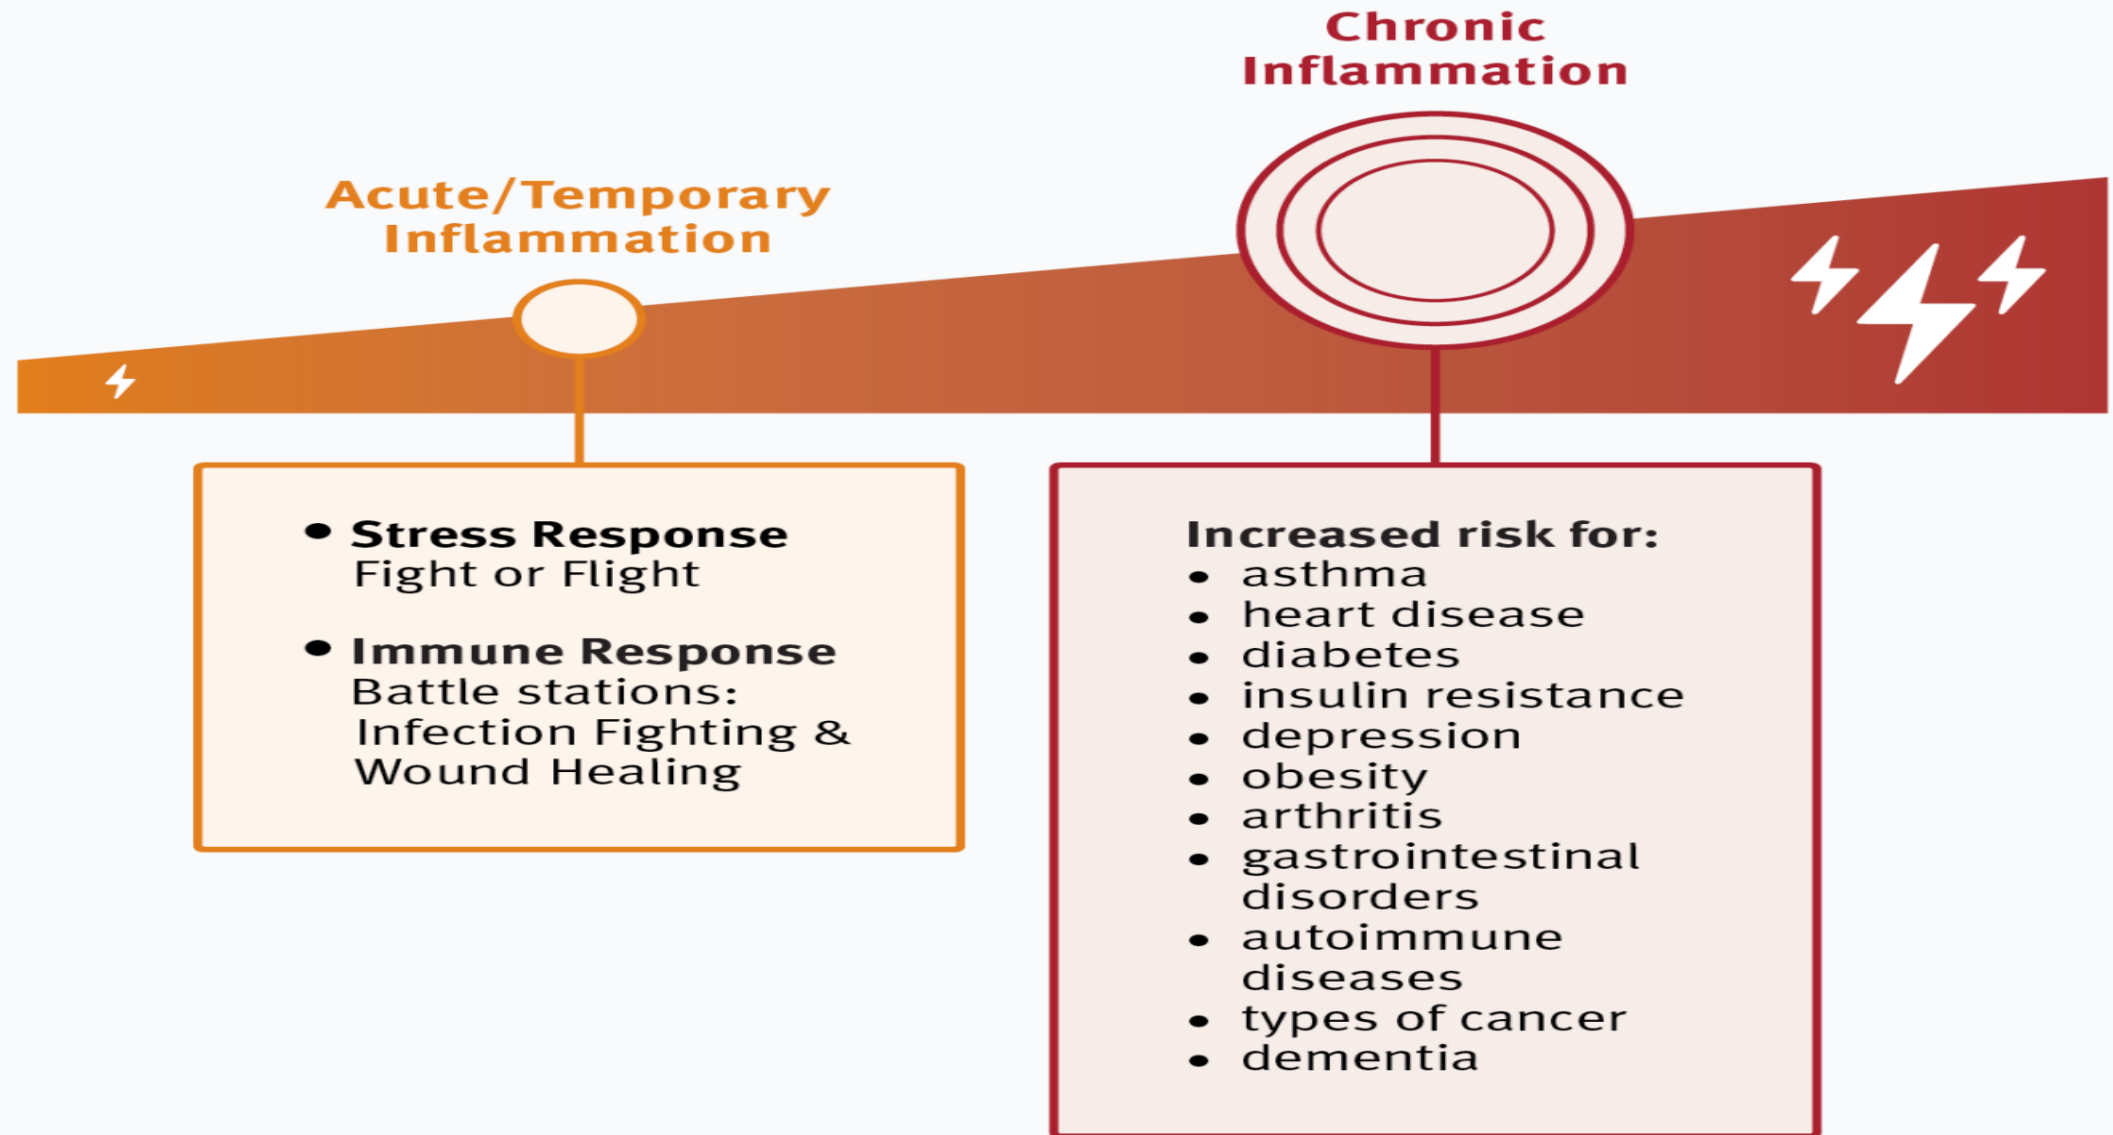 Chronic
Inflammation
Acute/Temporary
Inflammation
• Stress Response
Fight or Flight
• Immune Response
Battle stations:
Infection Fighting &
Wound Healing
Increased risk for:
• asthma
• heart disease
• diabetes
• insulin resistance
• depression
• obesity
• arthritis
• gastrointestinal
disorders
• autoimmune
diseases
• types of cancer
• dementia